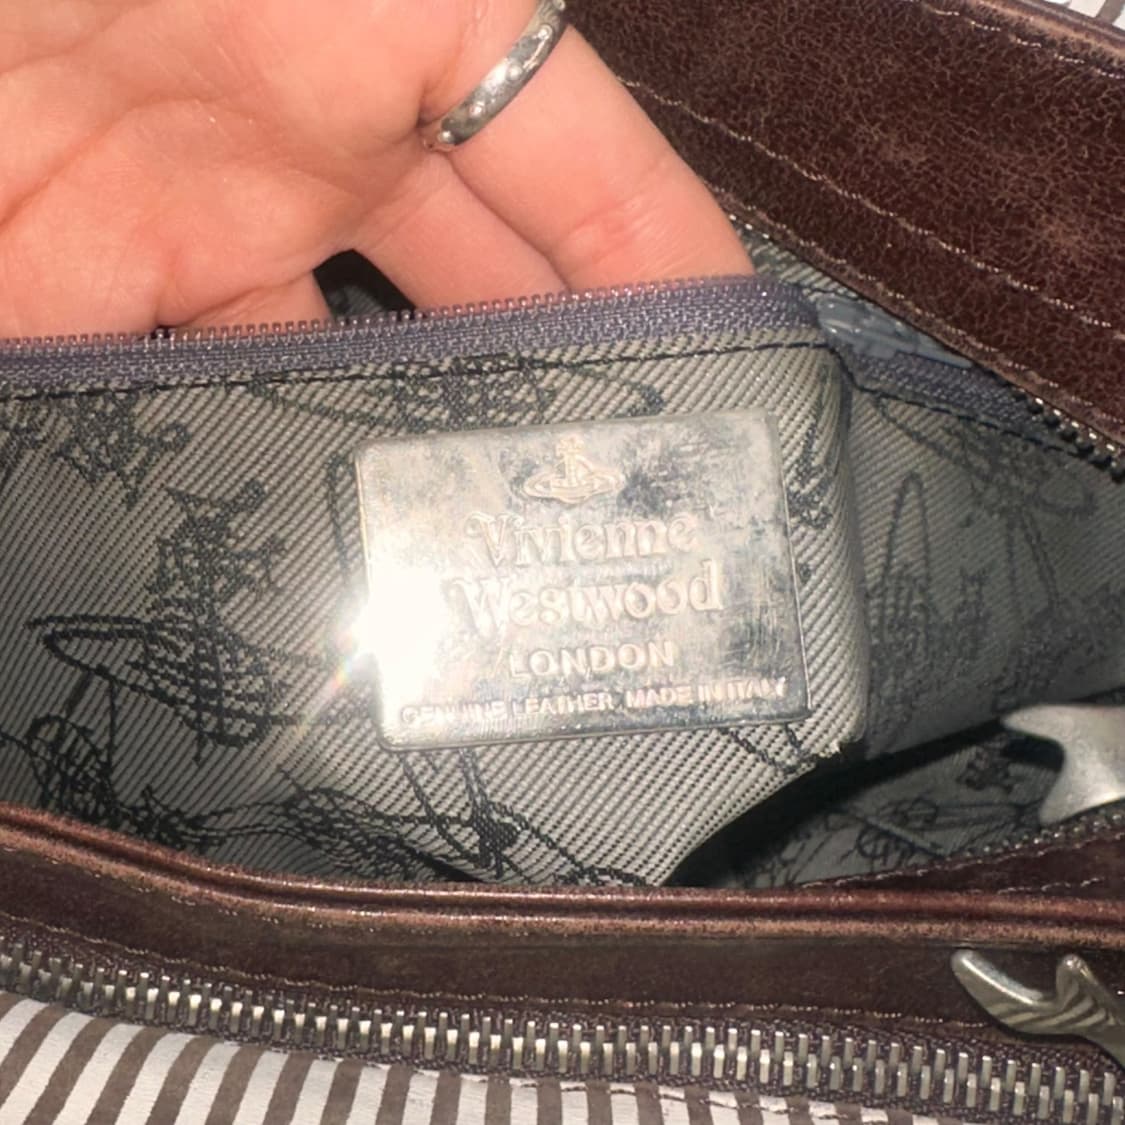 Vivienne
Westwood
LONDON
GENUINE LEATHER MADE IN ITALY